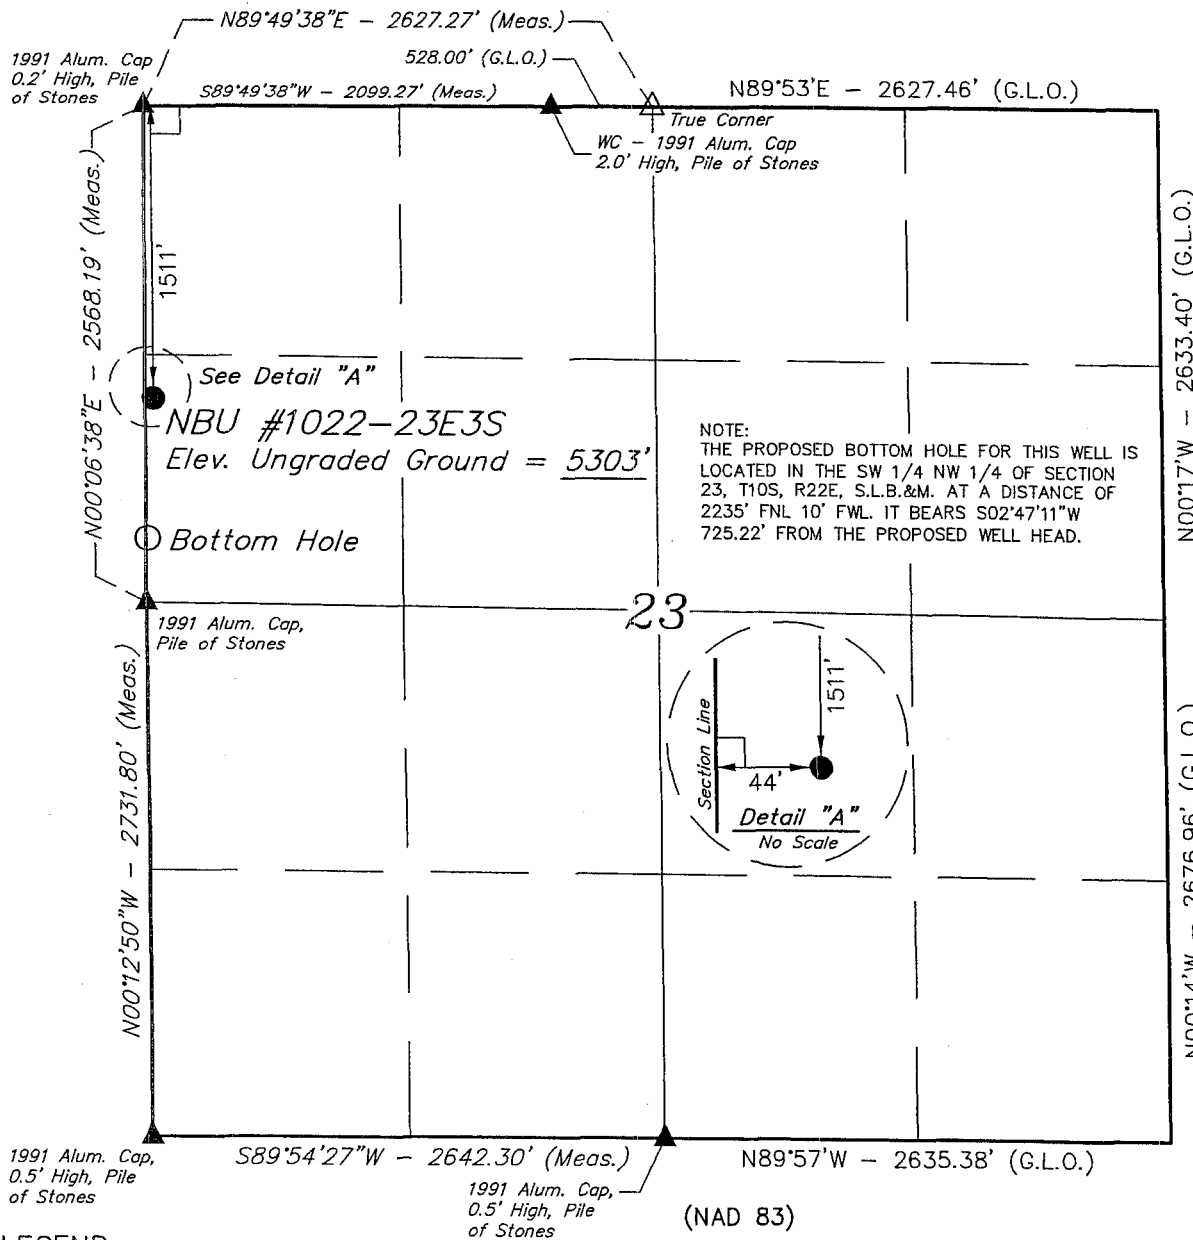 N89°49'38"E - 2627.27' (Meas.)
1991 Alum. Cap
0.2' High, Pile
of Stones
528.00' (G.L.O.)
S89°49'38"W - 2099.27' (Meas.)
N89°53'E - 2627.46' (G.L.O.)
True Corner
WC - 1991 Alum. Cap
2.0' High, Pile of Stones
N00°06'38"E - 2568.19' (Meas.)
1511'
N00°17'W - 2633.40' (G.L.O.)
See Detail "A"
NBU #1022-23E3S
Elev. Ungraded Ground = 5303'
NOTE:
THE PROPOSED BOTTOM HOLE FOR THIS WELL IS
LOCATED IN THE SW 1/4 NW 1/4 OF SECTION
23, T10S, R22E, S.L.B.&M. AT A DISTANCE OF
2235' FNL 10' FWL. IT BEARS S02°47'11"W
725.22' FROM THE PROPOSED WELL HEAD.
Bottom Hole
1991 Alum. Cap,
Pile of Stones
23
N00°12'50"W - 2731.80' (Meas.)
Section Line
1511'
44'
Detail "A"
No Scale
N00°14'W - 2676.96' (G.L.O.)
1991 Alum. Cap,
0.5' High, Pile
of Stones
S89°54'27"W - 2642.30' (Meas.)
N89°57'W - 2635.38' (G.L.O.)
1991 Alum. Cap,
0.5' High, Pile
of Stones
(NAD 83)
LEGEND